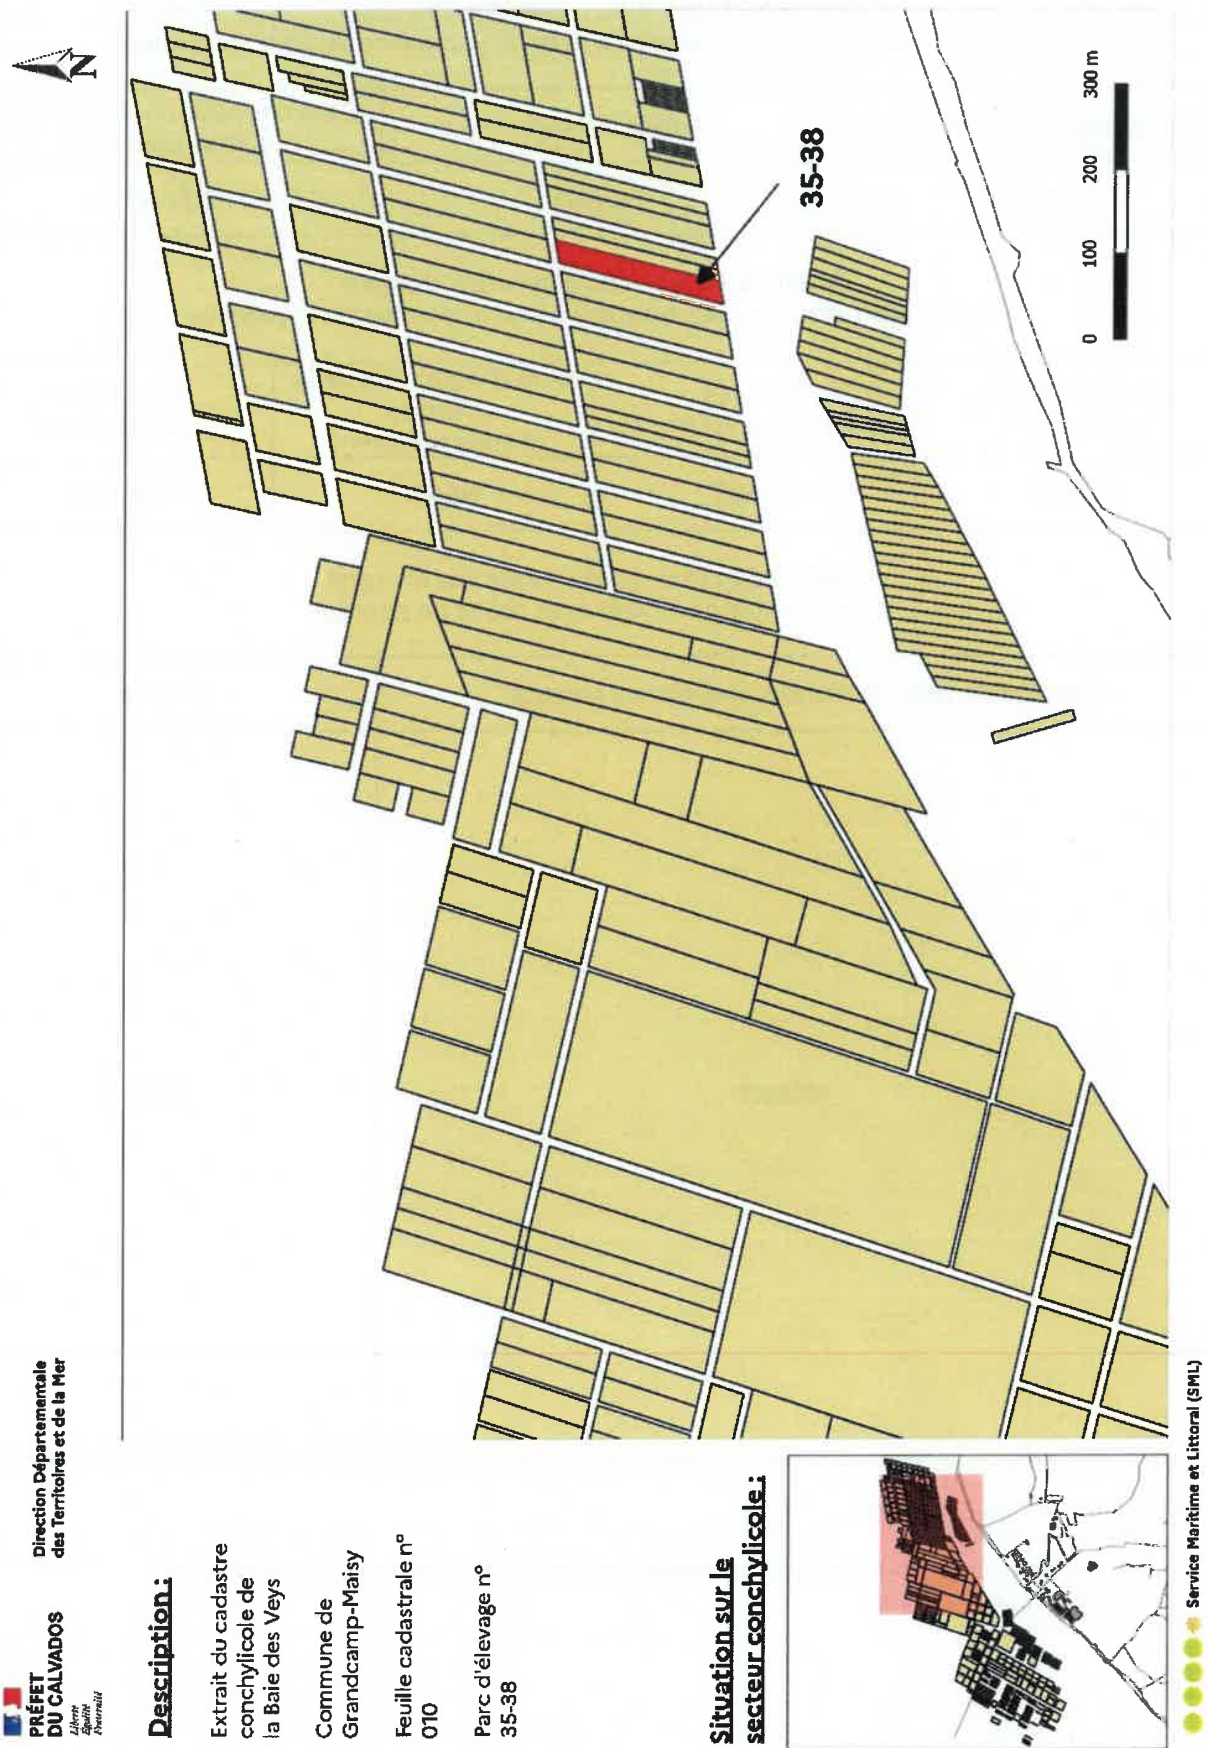 PRÉFET
DU CALVADOS
Liberté
Égalité
Fraternité
Direction Départementale
des Territoires et de la Mer
N
Description :
Extrait du cadastre
conchylicole de
la Baie des Veys
Commune de
Grandcamp-Maisy
Feuille cadastrale n°
010
Parc d'élevage n°
35-38
Situation sur le
secteur conchylicole :
35-38
0 100 200 300 m
Service Maritime et Littoral (SML)